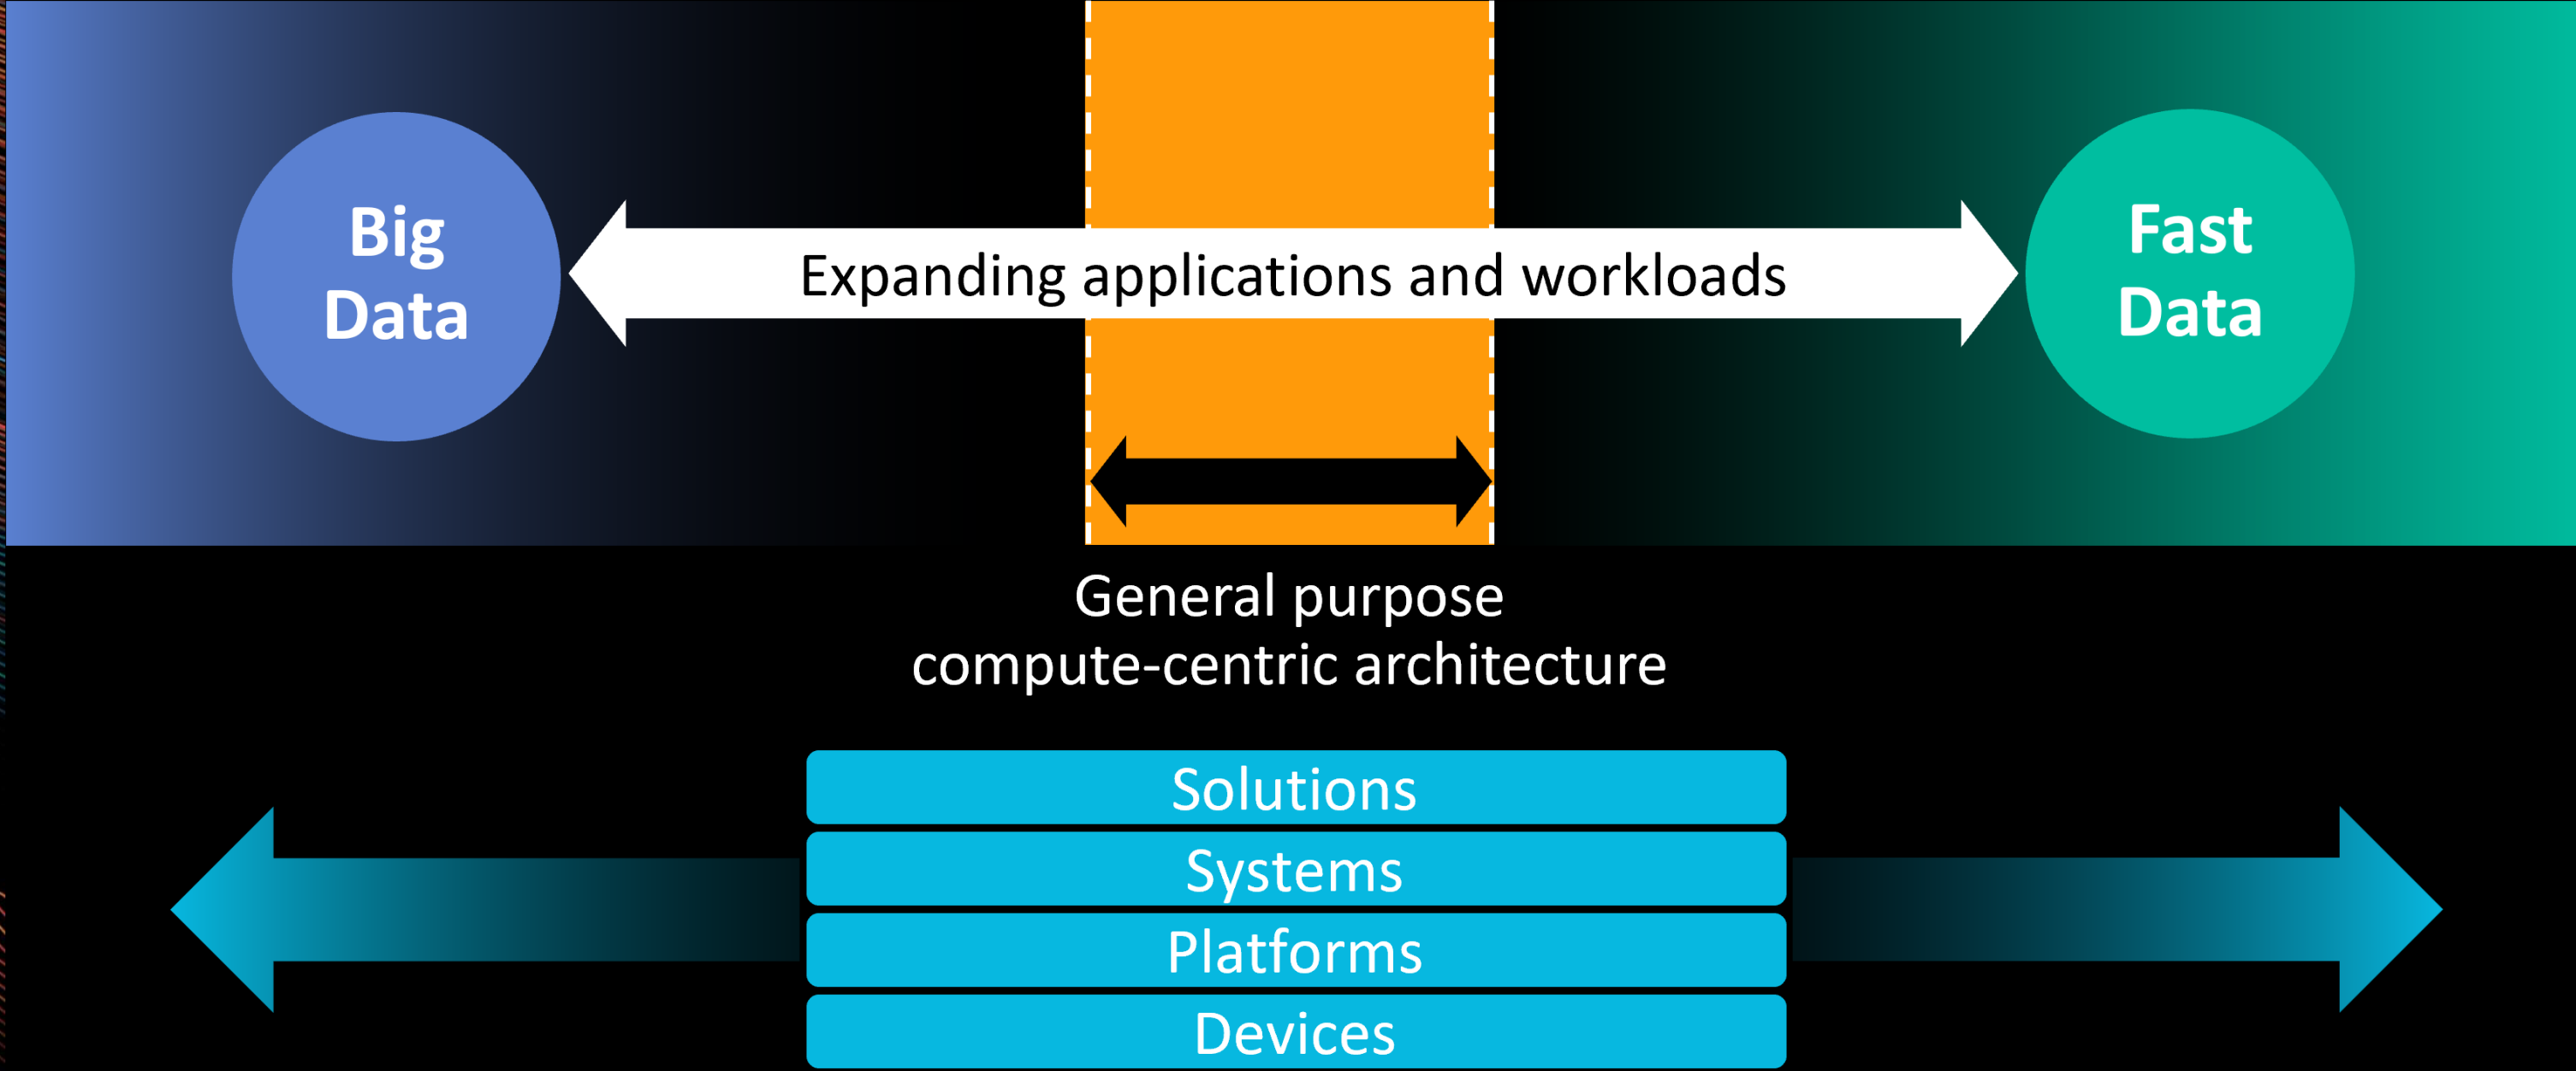 Big
Data
Expanding applications and workloads
Fast
Data
General purpose
compute-centric architecture
Solutions
Systems
Platforms
Devices